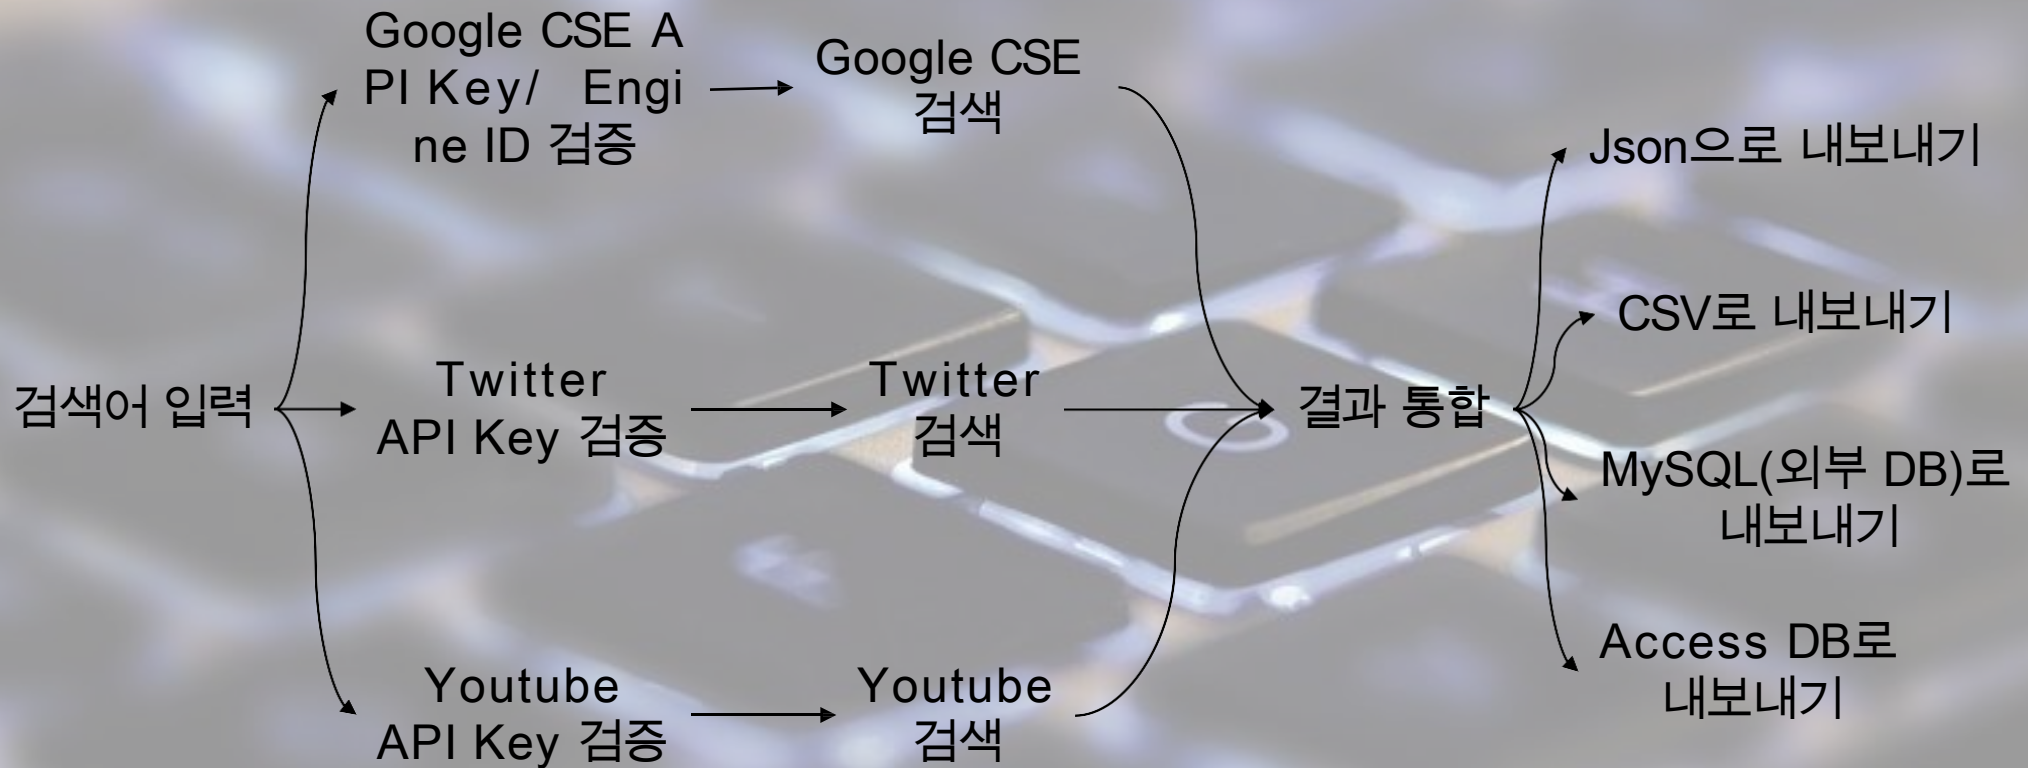 검색어 입력
Google CSE A
PI Key/ Engi
ne ID 검증
Google CSE
검색
Twitter
API Key 검증
Twitter
검색
Youtube
API Key 검증
Youtube
검색
결과 통합
Json으로 내보내기
CSV로 내보내기
MySQL(외부 DB)로
내보내기
Access DB로
내보내기